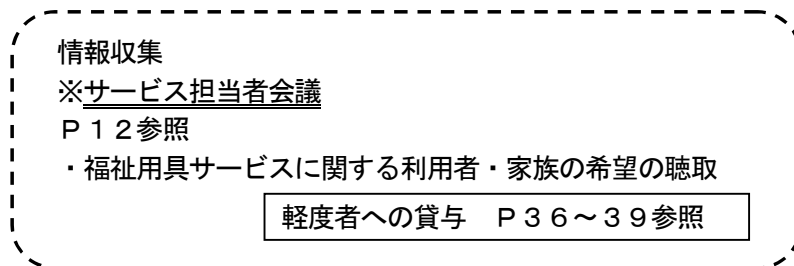 情報収集
※サービス担当者会議
Ｐ１２参照
・福祉用具サービスに関する利用者・家族の希望の聴取
軽度者への貸与　Ｐ３６～３９参照